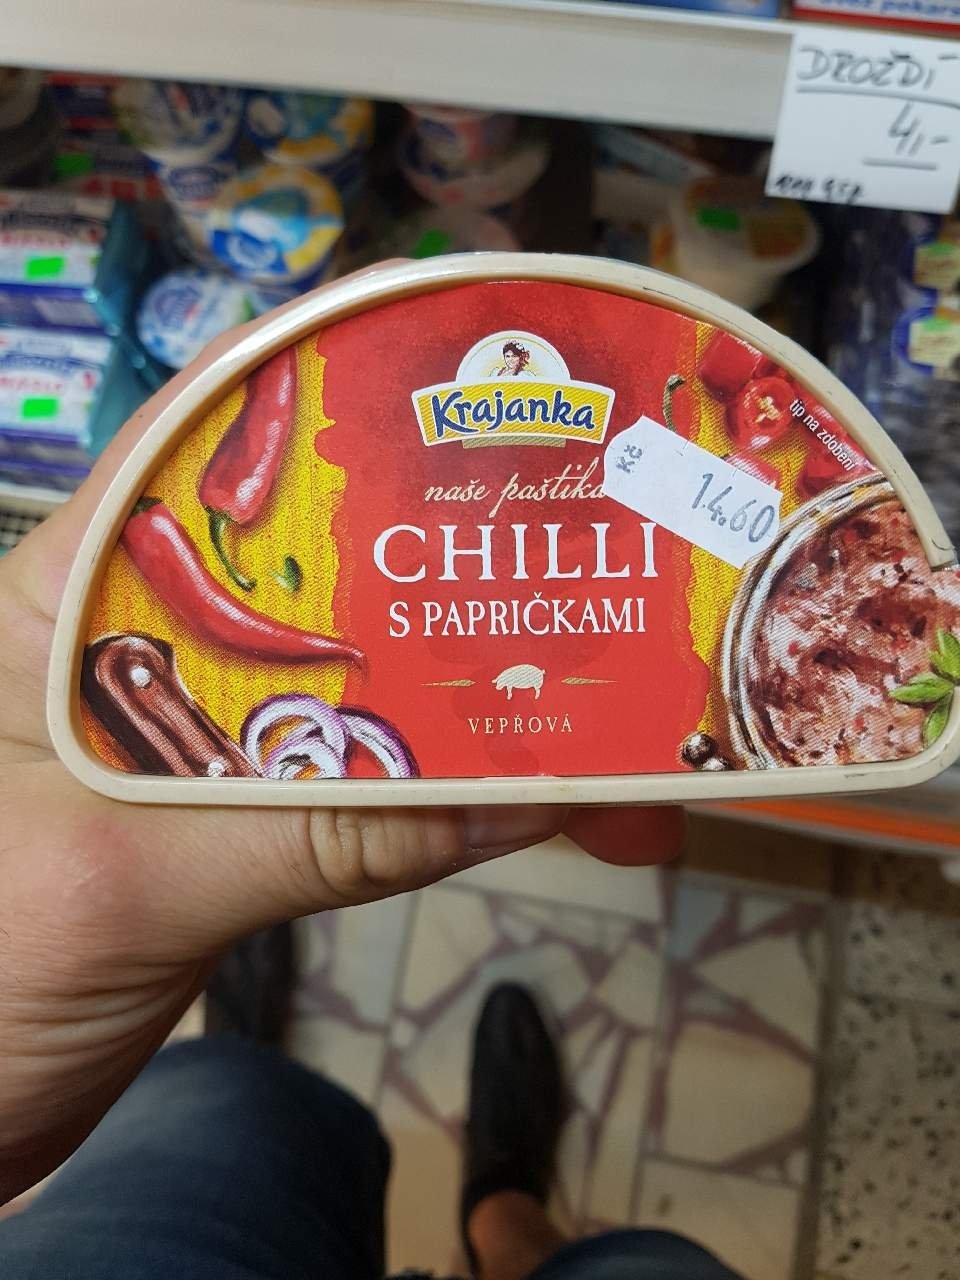 DROŽDÍ
4,-
Krajanka
tip na zdobení
Kč
14.60
naše paštika
CHILLI
S PAPRIČKAMI
VEPŘOVÁ